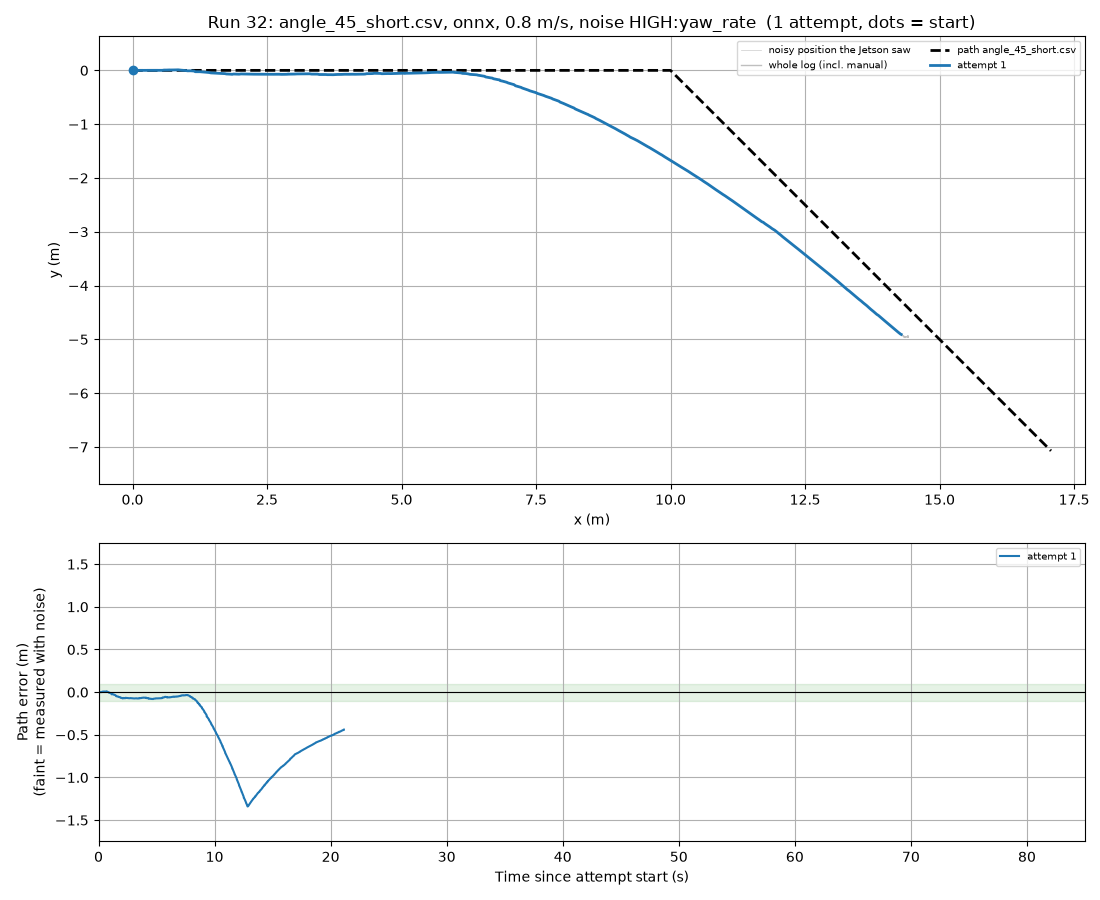 Run 32: angle_45_short.csv, onnx, 0.8 m/s, noise HIGH:yaw_rate  (1 attempt, dots = start)
noisy position the Jetson saw
whole log (incl. manual)
path angle_45_short.csv
attempt 1
0
−1
−2
−3
−4
−5
−6
−7
y (m)
0.0 2.5 5.0 7.5 10.0 12.5 15.0 17.5
x (m)
attempt 1
1.5
1.0
0.5
0.0
−0.5
−1.0
−1.5
Path error (m)
(faint = measured with noise)
0 10 20 30 40 50 60 70 80
Time since attempt start (s)